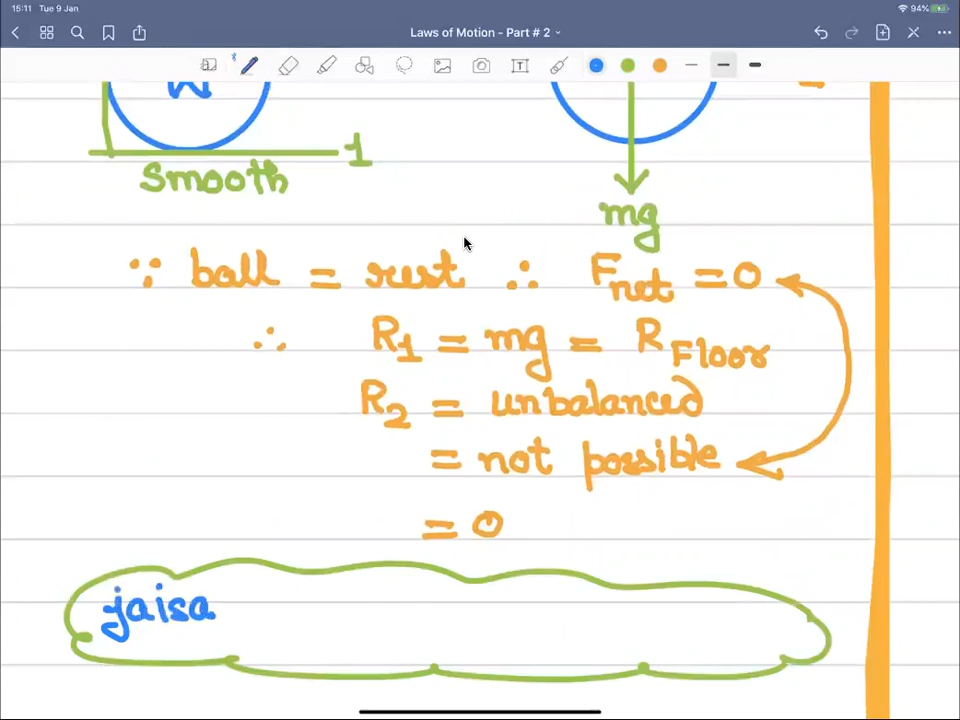 15:11 Tue 9 Jan
94%
Laws of Motion - Part # 2
1
Smooth
mg
∵ ball = rest ∴ Fnet = 0
∴ R1 = mg = RFloor
R2 = unbalanced
= not possible
= 0
jaisa